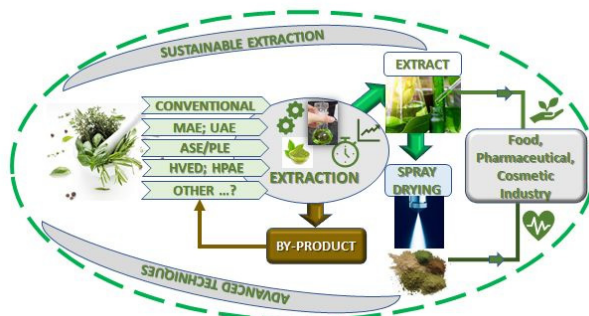 SUSTAINABLE EXTRACTION
EXTRACT
CONVENTIONAL
MAE; UAE
ASE/PLE
HVED; HPAE
OTHER ...?
EXTRACTION
Food,
Pharmaceutical,
Cosmetic
Industry
SPRAY
DRYING
BY-PRODUCT
ADVANCED TECHNIQUES